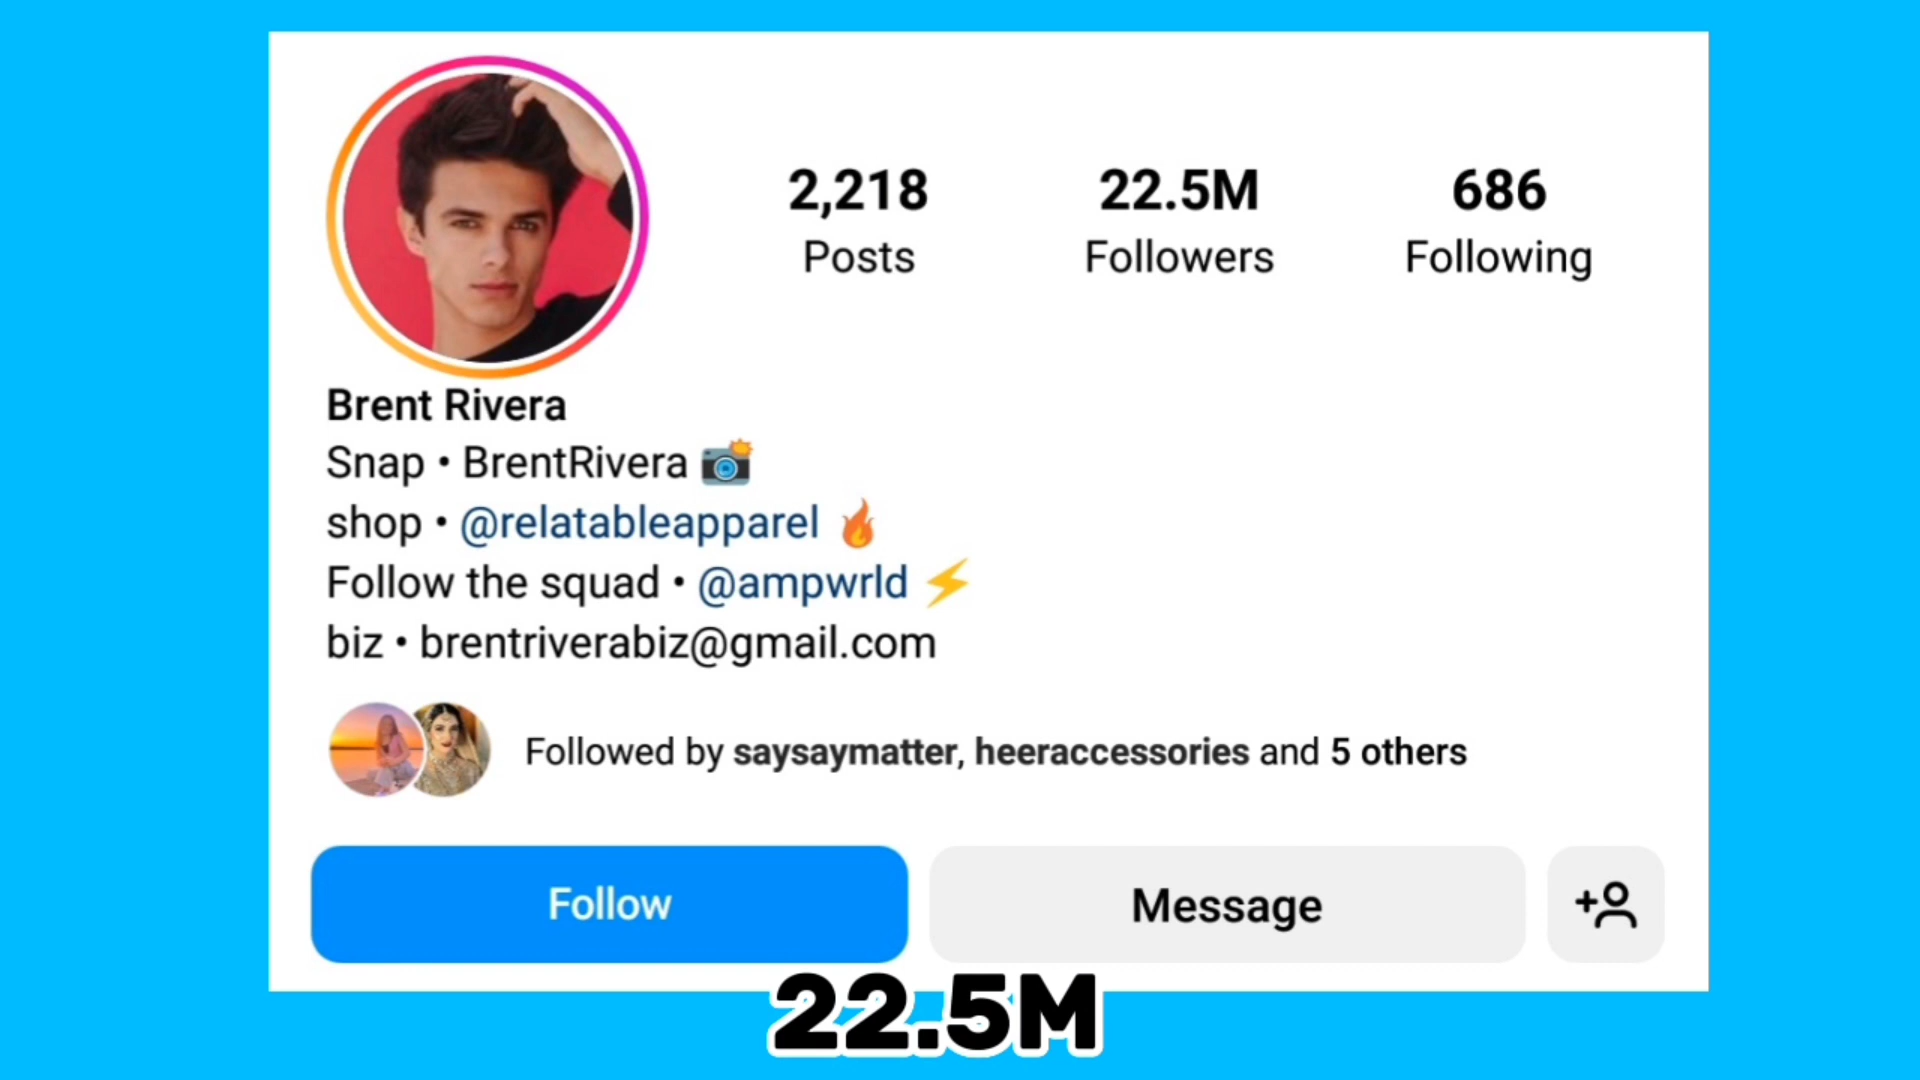 2,218 22.5M 686
Posts Followers Following
Brent Rivera
Snap • BrentRivera 📸
shop • @relatableapparel 🔥
Follow the squad • @ampwrld ⚡
biz • brentriverabiz@gmail.com
Followed by saysaymatter, heeraccessories and 5 others
Follow Message
22.5M